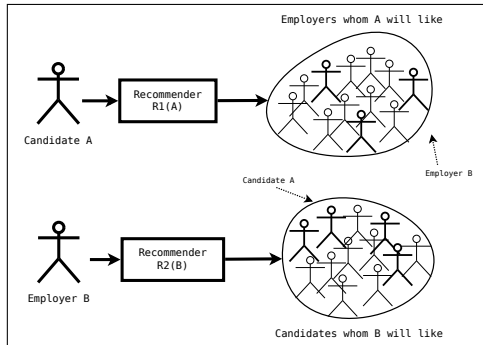 Employers whom A will like
Recommender
R1(A)
Candidate A
Employer B
Candidate A
Recommender
R2(B)
Employer B
Candidates whom B will like